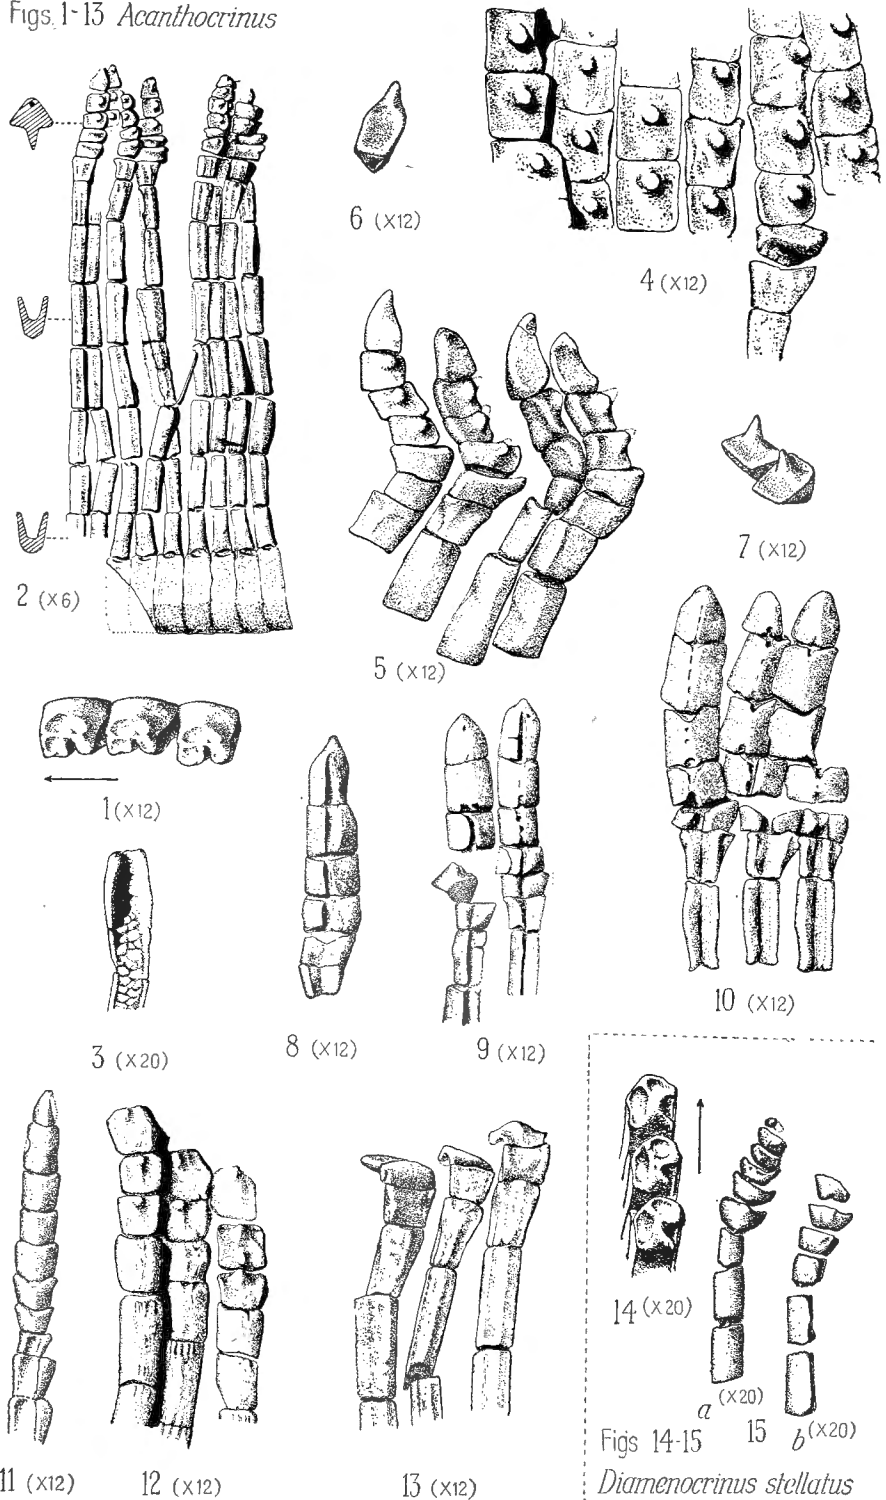 Figs. 1-13 Acanthocrinus
6 (X12)
4 (X12)
2 (X6)
7 (X12)
5 (X12)
1 (X12)
10 (X12)
3 (X20)
8 (X12)
9 (X12)
14 (X20)
a (X20)
15
b (X20)
Figs 14-15
Diamenocrinus stellatus
11 (X12)
12 (X12)
13 (X12)